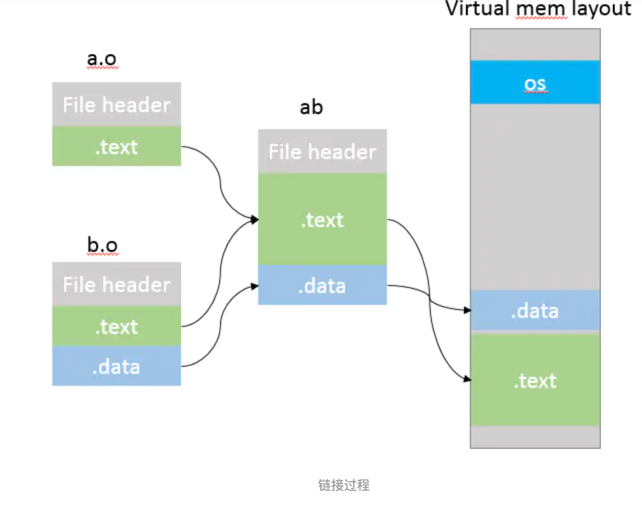 Virtual mem layout
a.o
File header
.text
b.o
File header
.text
.data
ab
File header
.text
.data
os
.data
.text
链接过程